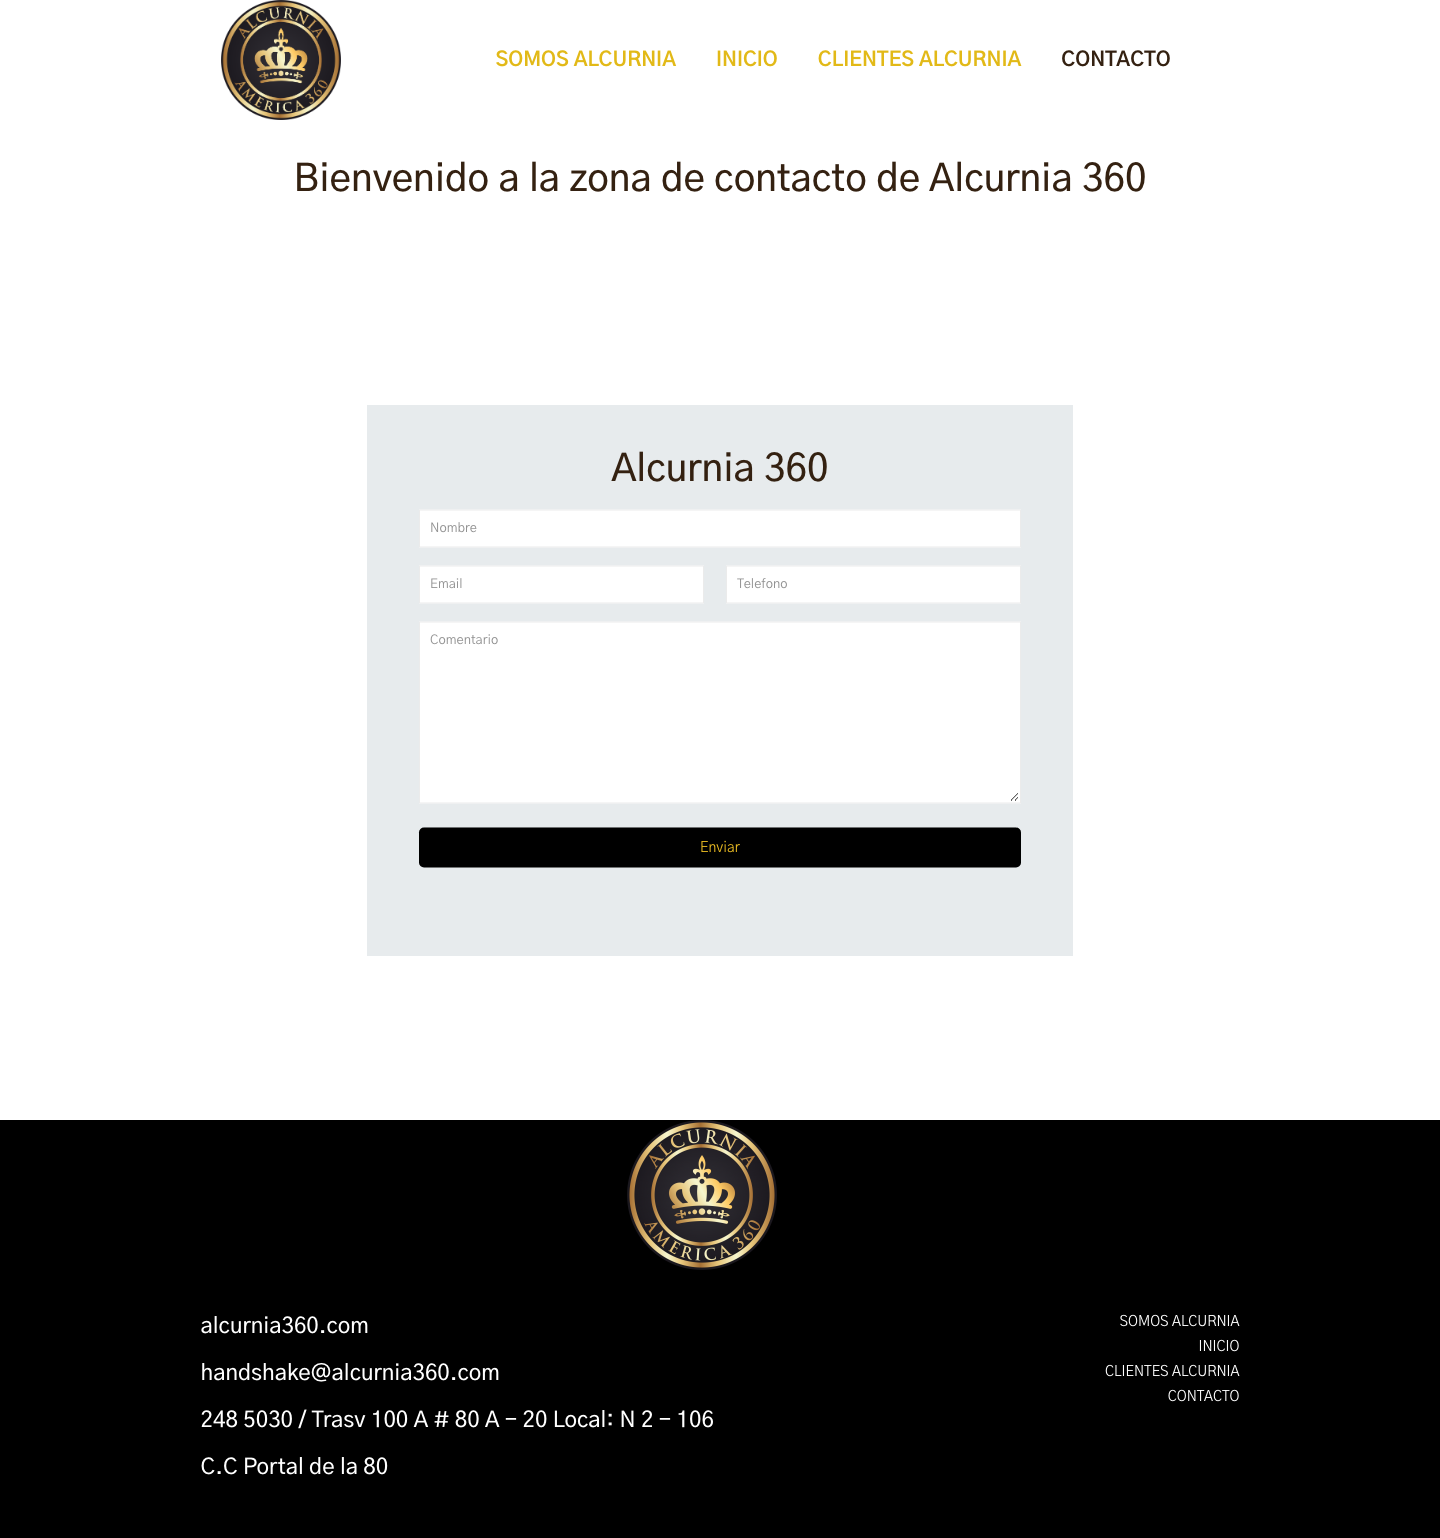 ALCURNIA
AMERICA 360
SOMOS ALCURNIA INICIO CLIENTES ALCURNIA CONTACTO
Bienvenido a la zona de contacto de Alcurnia 360
Alcurnia 360
Nombre
Email Telefono
Comentario
Enviar
ALCURNIA
AMERICA 360
alcurnia360.com
handshake@alcurnia360.com
248 5030 / Trasv 100 A # 80 A – 20 Local: N 2 – 106
C.C Portal de la 80
SOMOS ALCURNIA
INICIO
CLIENTES ALCURNIA
CONTACTO